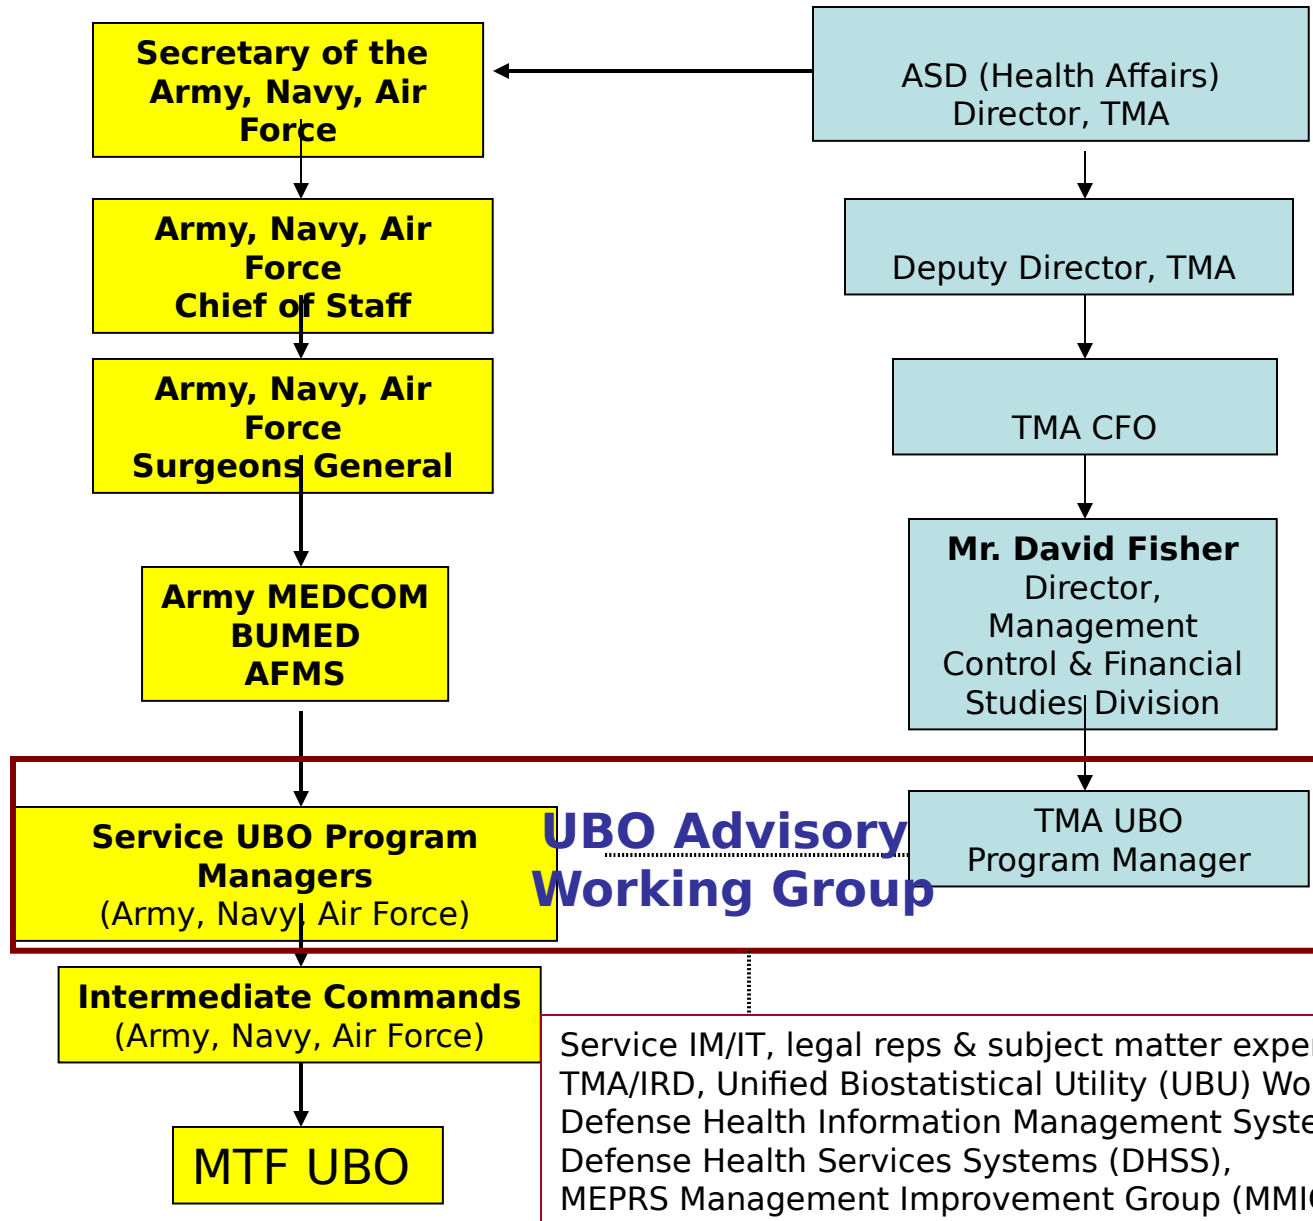 Secretary of the
Army, Navy, Air
Force
ASD (Health Affairs)
Director, TMA
Army, Navy, Air
Force
Chief of Staff
Deputy Director, TMA
Army, Navy, Air
Force
Surgeons General
TMA CFO
Army MEDCOM
BUMED
AFMS
Mr. David Fisher
Director,
Management
Control & Financial
Studies Division
Service UBO Program
Managers
(Army, Navy, Air Force)
UBO Advisory
Working Group
TMA UBO
Program Manager
Intermediate Commands
(Army, Navy, Air Force)
MTF UBO
Service IM/IT, legal reps & subject matter
TMA/IRD, Unified Biostatistical Utility (UBU)
Defense Health Information Management
Defense Health Services Systems (DHSS),
MEPRS Management Improvement Group